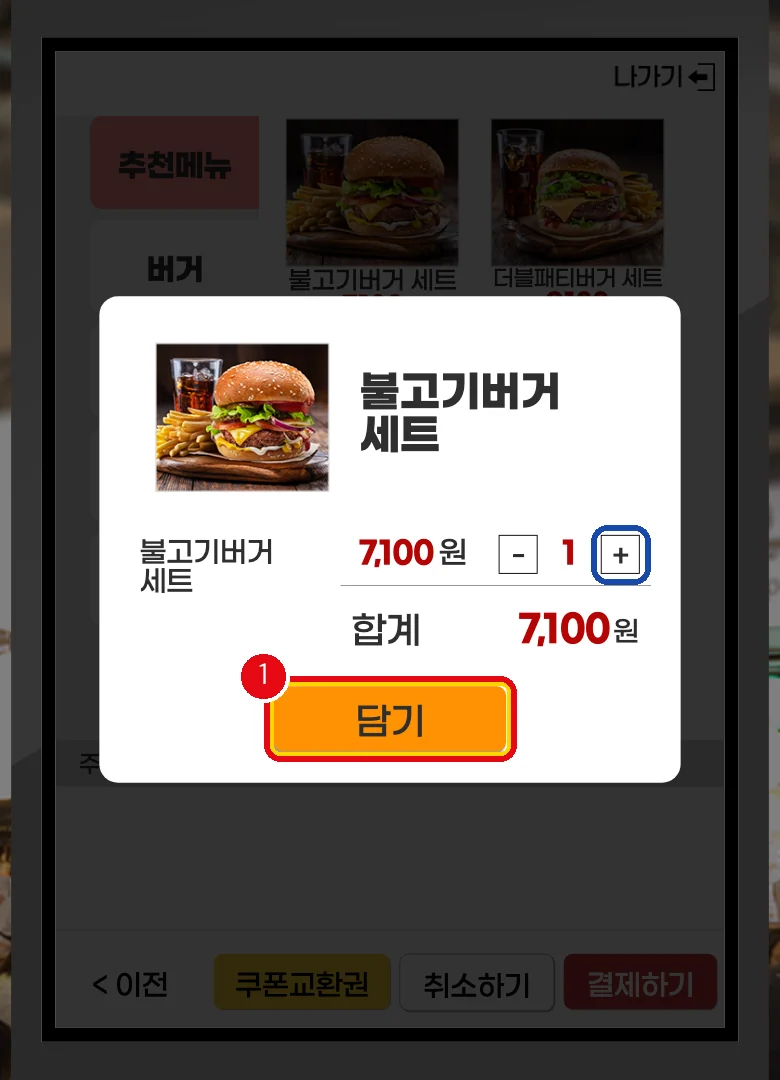 나가기
추천메뉴
버거
불고기버거 세트
더블패티버거 세트
불고기버거
세트
불고기버거
세트
7,100 원
-
1
+
합계
7,100 원
1
담기
주
< 이전
쿠폰교환권
취소하기
결제하기